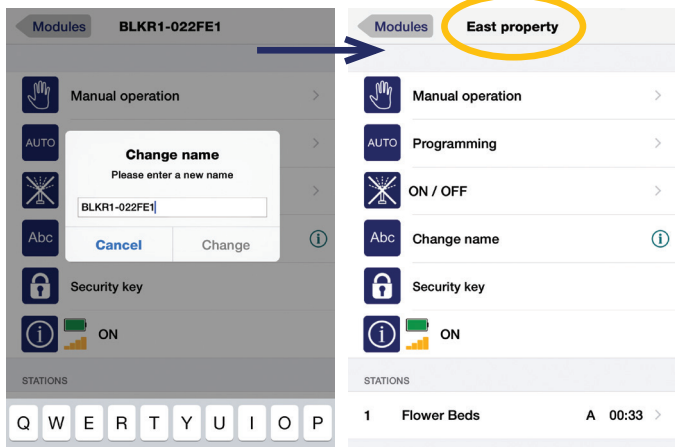 Modules BLKR1-022FE1
Manual operation
AUTO
Change name
Please enter a new name
BLKR1-022FE1
Cancel Change
Abc
Security key
ON
STATIONS
Q W E R T Y U I O P
Modules East property
Manual operation
AUTO Programming
ON / OFF
Abc Change name
Security key
ON
STATIONS
1 Flower Beds A 00:33